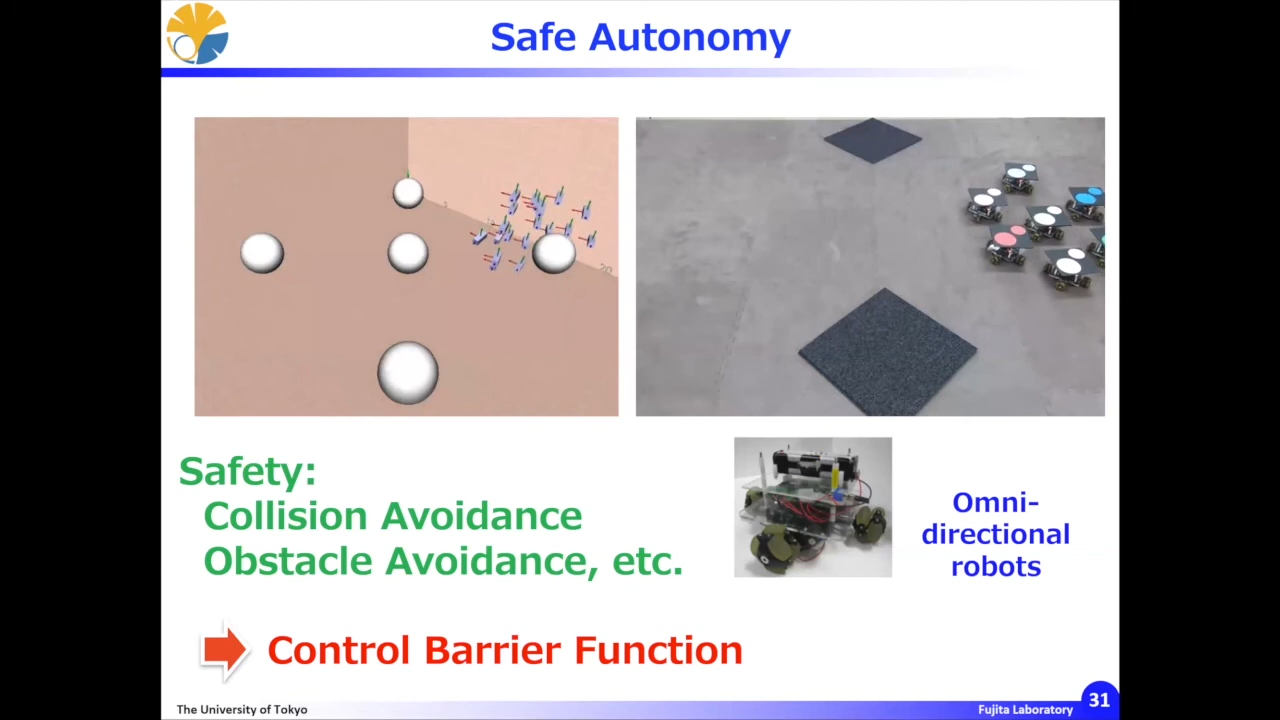 Safe Autonomy
20
Safety:
Collision Avoidance
Obstacle Avoidance, etc.
Omni-
directional
robots
Control Barrier Function
The University of Tokyo
Fujita Laboratory
31